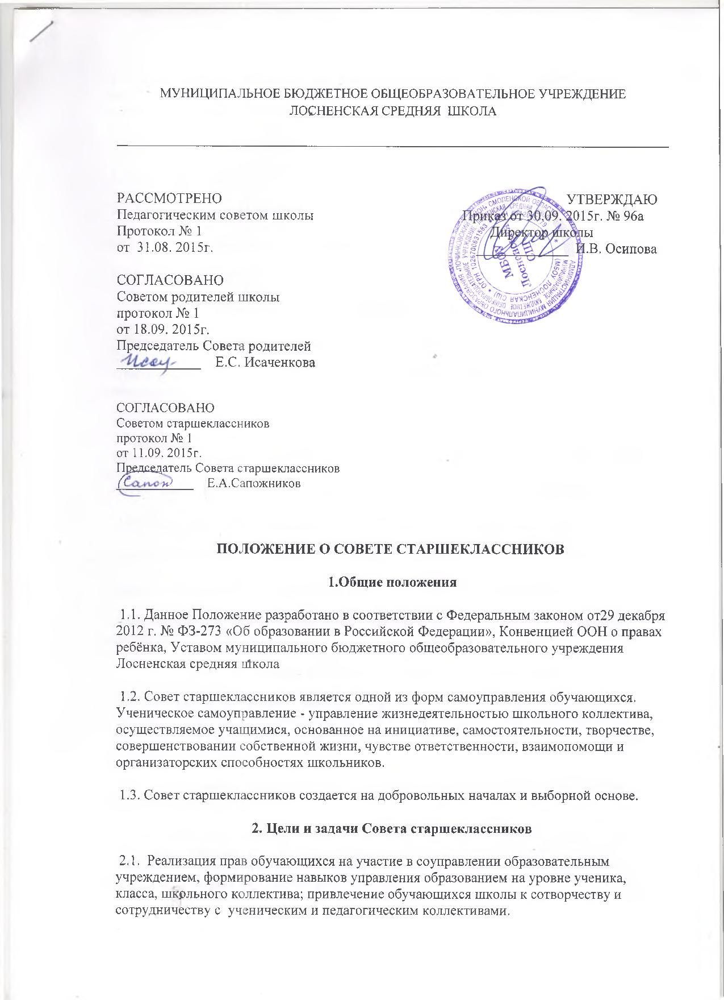 МУНИЦИПАЛЬНОЕ БЮДЖЕТНОЕ ОБЩЕОБРАЗОВАТЕЛЬНОЕ УЧРЕЖДЕНИЕ
ЛОСНЕНСКАЯ СРЕДНЯЯ ШКОЛА
РАССМОТРЕНО
Педагогическим советом школы
Протокол № 1
от 31.08. 2015г.
УТВЕРЖДАЮ
Приказ от 30.09. 2015г. № 96а
Директор школы
И.В. Осипова
МБОУ
Лосненская
СШ
СОГЛАСОВАНО
Советом родителей школы
протокол № 1
от 18.09. 2015г.
Председатель Совета родителей
Е.С. Исаченкова
СОГЛАСОВАНО
Советом старшеклассников
протокол № 1
от 11.09. 2015г.
Председатель Совета старшеклассников
Е.А.Сапожников
ПОЛОЖЕНИЕ О СОВЕТЕ СТАРШЕКЛАССНИКОВ
1.Общие положения
1.1. Данное Положение разработано в соответствии с Федеральным законом от29 декабря
2012 г. № ФЗ-273 «Об образовании в Российской Федерации», Конвенцией ООН о правах
ребёнка, Уставом муниципального бюджетного общеобразовательного учреждения
Лосненская средняя школа
1.2. Совет старшеклассников является одной из форм самоуправления обучающихся.
Ученическое самоуправление - управление жизнедеятельностью школьного коллектива,
осуществляемое учащимися, основанное на инициативе, самостоятельности, творчестве,
совершенствовании собственной жизни, чувстве ответственности, взаимопомощи и
организаторских способностях школьников.
1.3. Совет старшеклассников создается на добровольных началах и выборной основе.
2. Цели и задачи Совета старшеклассников
2.1. Реализация прав обучающихся на участие в соуправлении образовательным
учреждением, формирование навыков управления образованием на уровне ученика,
класса, школьного коллектива; привлечение обучающихся школы к сотворчеству и
сотрудничеству с ученическим и педагогическим коллективами.